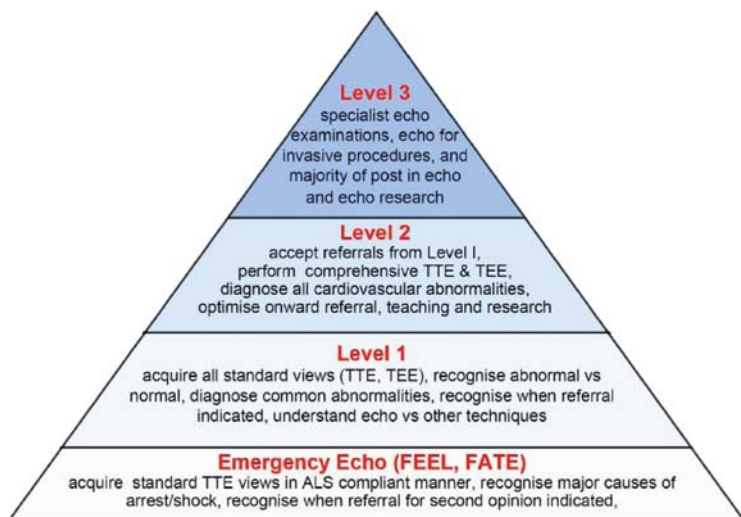 Level 3
specialist echo
examinations, echo for
invasive procedures, and
majority of post in echo
and echo research
Level 2
accept referrals from Level I,
perform comprehensive TTE & TEE,
diagnose all cardiovascular abnormalities,
optimise onward referral, teaching and research
Level 1
acquire all standard views (TTE, TEE), recognise abnormal vs
normal, diagnose common abnormalities, recognise when referral
indicated, understand echo vs other techniques
Emergency Echo (FEEL, FATE)
acquire standard TTE views in ALS compliant manner, recognise major causes of
arrest/shock, recognise when referral for second opinion indicated,